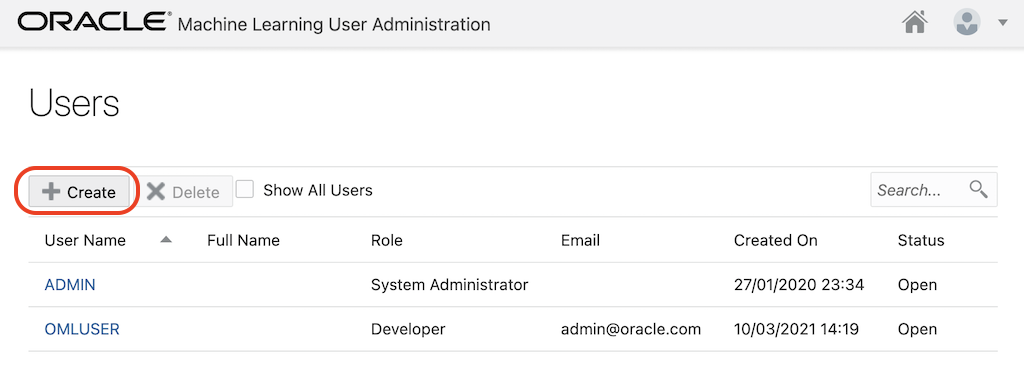 ORACLE® Machine Learning User Administration
Users
Create Delete Show All Users Search...
User Name Full Name Role Email Created On Status
ADMIN System Administrator 27/01/2020 23:34 Open
OMLUSER Developer admin@oracle.com 10/03/2021 14:19 Open